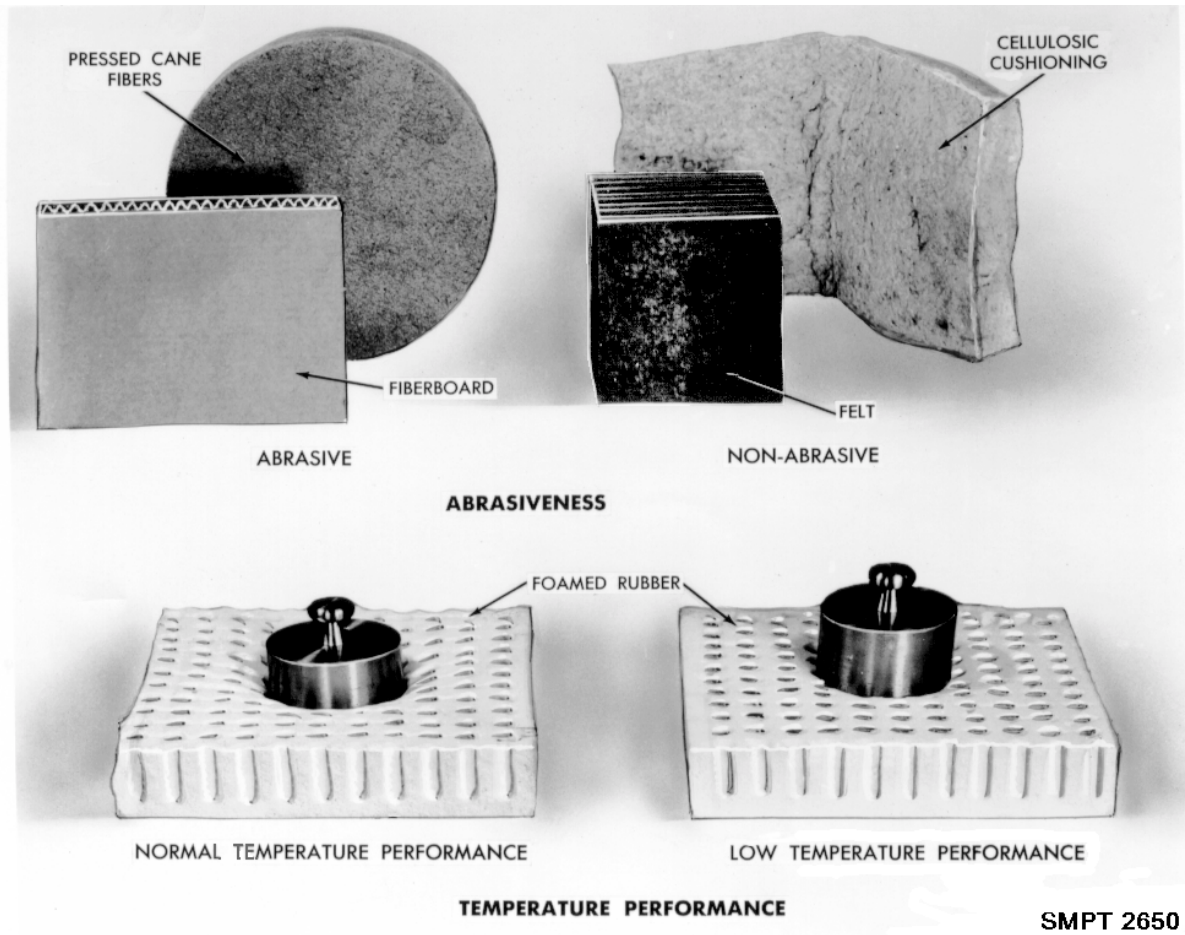 PRESSED CANE
FIBERS
CELLULOSIC
CUSHIONING
FIBERBOARD
FELT
ABRASIVE
NON-ABRASIVE
ABRASIVENESS
FOAMED RUBBER
NORMAL TEMPERATURE PERFORMANCE
LOW TEMPERATURE PERFORMANCE
TEMPERATURE PERFORMANCE
SMPT 2650